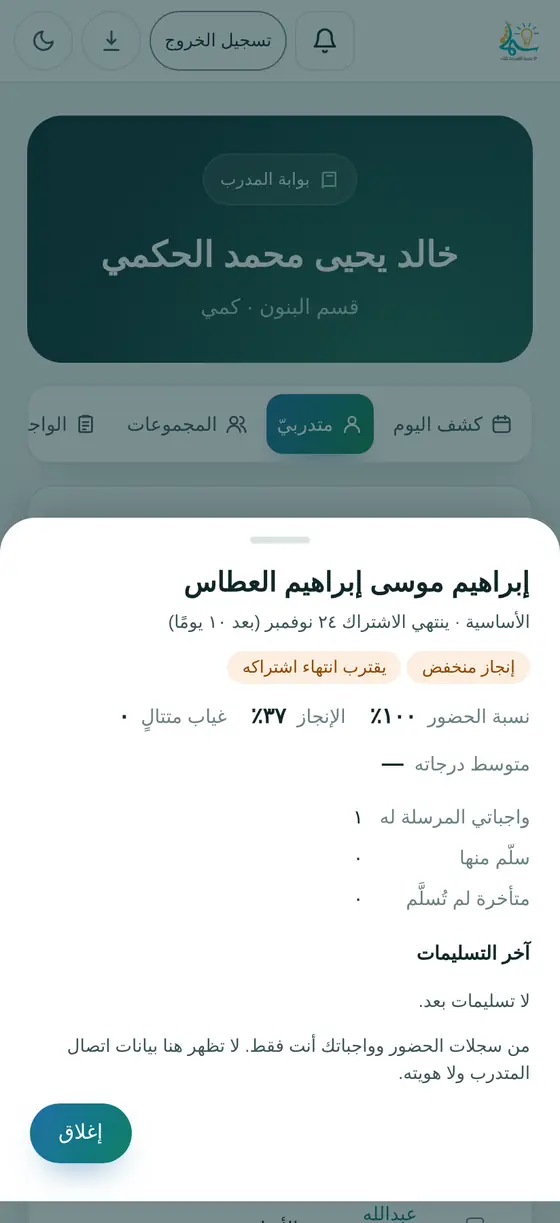 تسجيل الخروج
بوابة المدرب
خالد يحيى محمد الحكمي
قسم البنون · كمي
كشف اليوم
متدربيّ
المجموعات
الواج
إبراهيم موسى إبراهيم العطاس
الأساسية · ينتهي الاشتراك ٢٤ نوفمبر (بعد ١٠ يومًا)
إنجاز منخفض
يقترب انتهاء اشتراكه
نسبة الحضور ١٠٠٪ الإنجاز ٣٧٪ غياب متتالٍ ٠
متوسط درجاته —
واجباتي المرسلة له ١
سلّم منها ٠
متأخرة لم تُسلَّم ٠
آخر التسليمات
لا تسليمات بعد.
من سجلات الحضور وواجباتك أنت فقط. لا تظهر هنا بيانات اتصال
المتدرب ولا هويته.
إغلاق
عبدالله